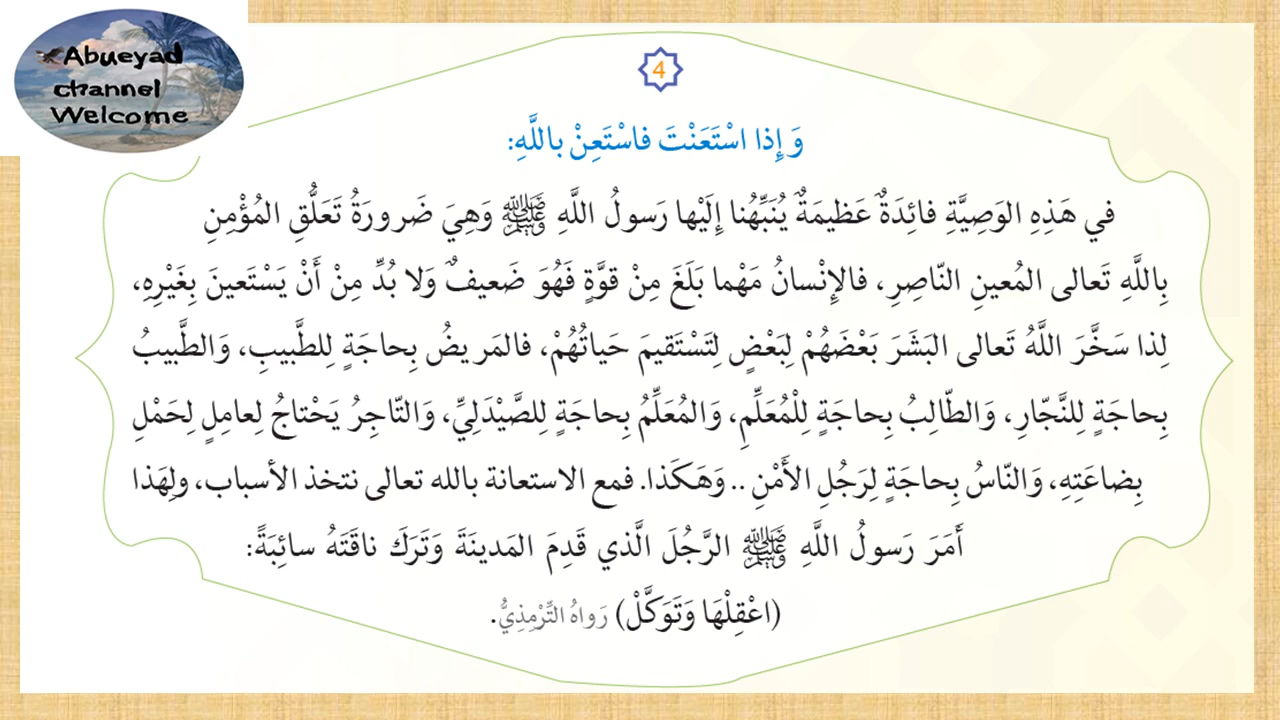 Abueyad
channel
Welcome
4
وَإِذا اسْتَعَنْتَ فاسْتَعِنْ باللَّهِ:
في هَذِهِ الوَصِيَّةِ فائِدَةٌ عَظيمَةٌ يُنَبِّهُنا إِلَيْها رَسولُ اللَّهِ ﷺ وَهِيَ ضَرورَةُ تَعَلُّقِ المُؤْمِنِ
بِاللَّهِ تَعالى المُعينِ النّاصِرِ، فالإِنْسانُ مَهْما بَلَغَ مِنْ قوَّةٍ فَهُوَ ضَعيفٌ وَلا بُدِّ مِنْ أَنْ يَسْتَعينَ بِغَيْرِهِ،
لِذا سَخَّرَ اللَّهُ تَعالى البَشَرَ بَعْضَهُمْ لِبَعْضٍ لِتَسْتَقيمَ حَياتُهُمْ، فالمَريضُ بِحاجَةٍ لِلطَّبيبِ، وَالطَّبيبُ
بِحاجَةٍ لِلنَّجّارِ، وَالطّالِبُ بِحاجَةٍ لِلْمُعَلِّمِ، وَالمُعَلِّمُ بِحاجَةٍ لِلصَّيْدَلِيِّ، وَالتّاجِرُ يَحْتاجُ لِعامِلٍ لِحَمْلِ
بِضاعَتِهِ، وَالنّاسُ بِحاجَةٍ لِرَجُلِ الأَمْنِ .. وَهَكَذا. فمع الاستعانة بالله تعالى نتخذ الأسباب، ولِهَذا
أَمَرَ رَسولُ اللَّهِ ﷺ الرَّجُلَ الَّذي قَدِمَ المَدينَةَ وَتَرَكَ ناقَتَهُ سائِبَةً:
(اعْقِلْهَا وَتَوَكَّلْ) رَواهُ التِّرْمِذِيُّ.